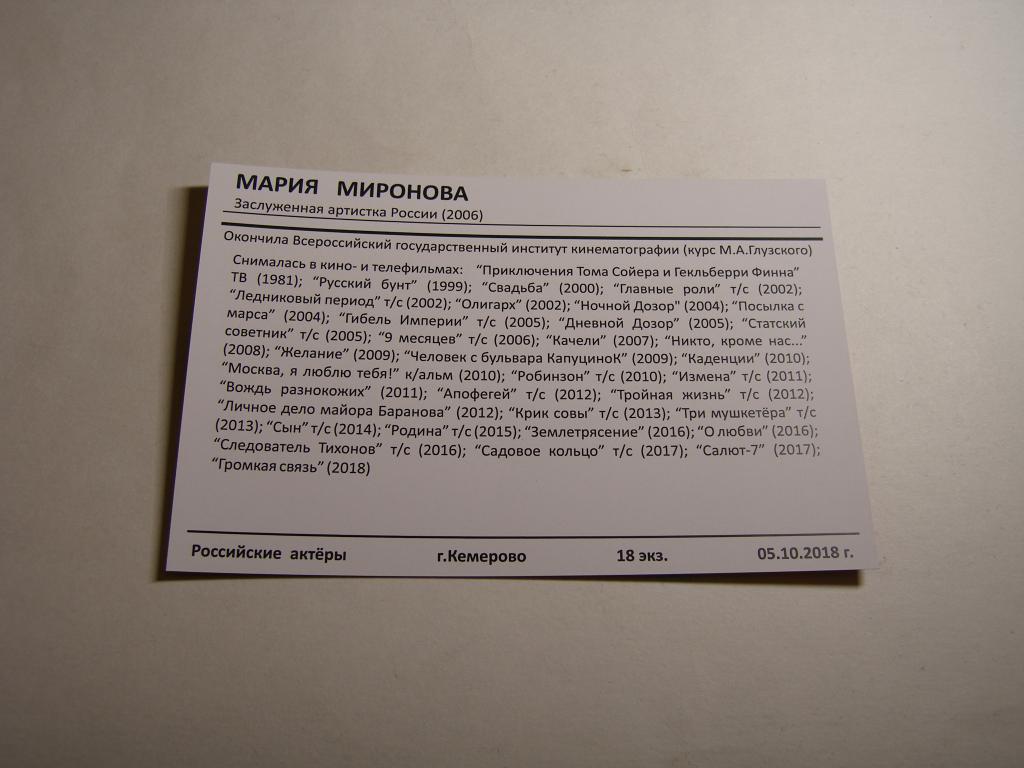 МАРИЯ МИРОНОВА
Заслуженная артистка России (2006)
Окончила Всероссийский государственный институт кинематографии (курс М.А.Глузского)
Снималась в кино- и телефильмах: “Приключения Тома Сойера и Гекльберри Финна”
ТВ (1981); “Русский бунт” (1999); “Свадьба” (2000); “Главные роли” т/с (2002);
“Ледниковый период” т/с (2002); “Олигарх” (2002); “Ночной Дозор" (2004); “Посылка с
марса” (2004); “Гибель Империи” т/с (2005); “Дневной Дозор” (2005); “Статский
советник” т/с (2005); “9 месяцев” т/с (2006); “Качели” (2007); “Никто, кроме нас...”
(2008); “Желание” (2009); “Человек с бульвара КапуциноК” (2009); “Каденции” (2010);
“Москва, я люблю тебя!” к/альм (2010); “Робинзон” т/с (2010); “Измена” т/с (2011);
“Вождь разнокожих” (2011); “Апофегей” т/с (2012); “Тройная жизнь” т/с (2012);
“Личное дело майора Баранова” (2012); “Крик совы” т/с (2013); “Три мушкетёра” т/с
(2013); “Сын” т/с (2014); “Родина” т/с (2015); “Землетрясение” (2016); “О любви” (2016);
“Следователь Тихонов” т/с (2016); “Садовое кольцо” т/с (2017); “Салют-7” (2017);
“Громкая связь” (2018)
Российские актёры г.Кемерово 18 экз. 05.10.2018 г.